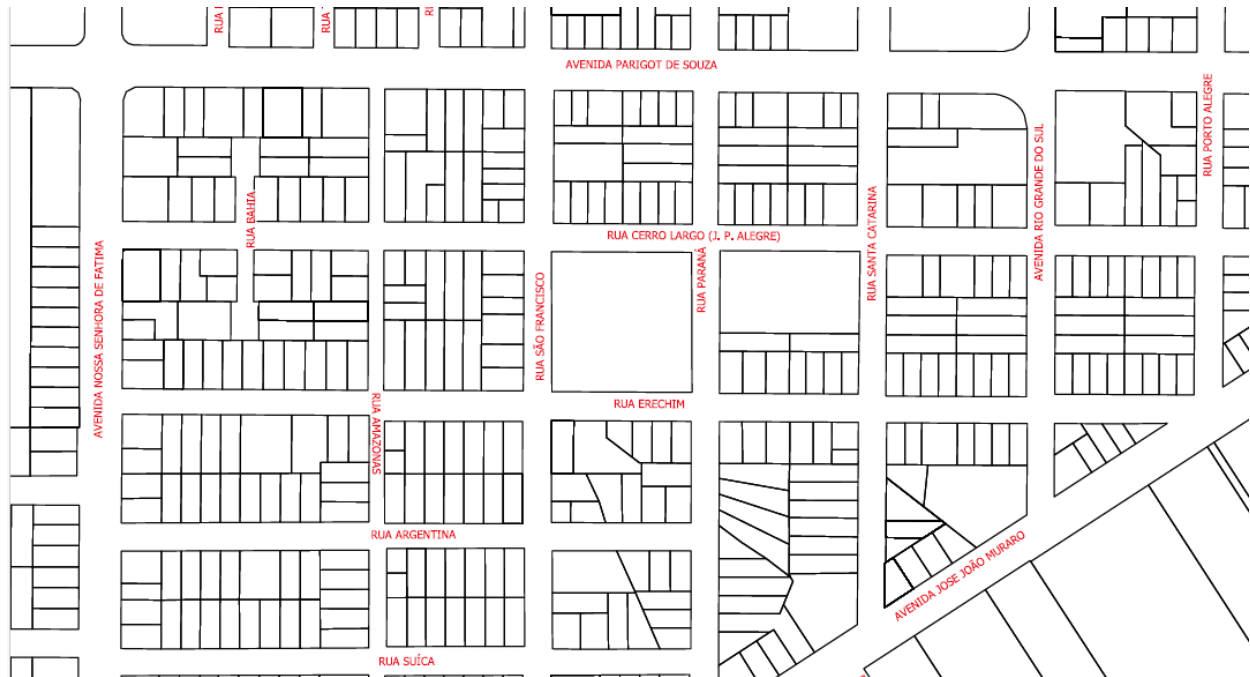 AVENIDA PARIGOT DE SOUZA
RUA PORTO ALEGRE
AVENIDA RIO GRANDE DO SUL
RUA BAHIA
RUA SANTA CATARINA
RUA CERRO LARGO (J. P. ALEGRE)
RUA PARANÁ
AVENIDA NOSSA SENHORA DE FATIMA
RUA SÃO FRANCISCO
RUA ERECHIM
RUA AMAZONAS
RUA ARGENTINA
AVENIDA JOSE JOÃO MURARO
RUA SUÍCA